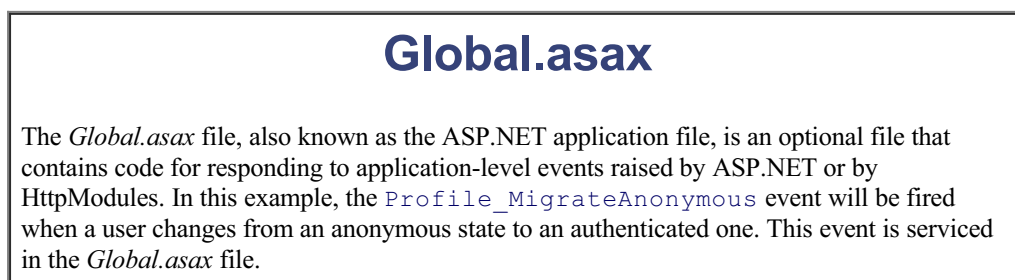 Global.asax
The Global.asax file, also known as the ASP.NET application file, is an optional file that
contains code for responding to application-level events raised by ASP.NET or by
HttpModules. In this example, the Profile_MigrateAnonymous event will be fired
when a user changes from an anonymous state to an authenticated one. This event is serviced
in the Global.asax file.